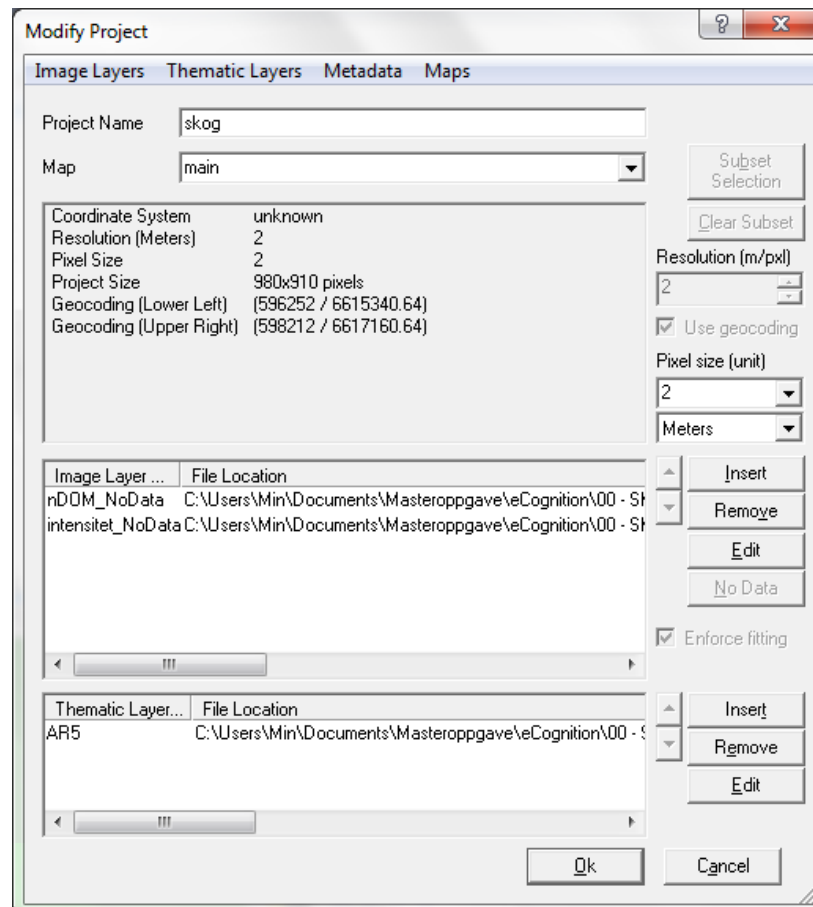 Modify Project
Image Layers Thematic Layers Metadata Maps
Project Name skog
Map main
Subset Selection
Clear Subset
Coordinate System unknown
Resolution (Meters) 2
Pixel Size 2
Project Size 980x910 pixels
Geocoding (Lower Left) (596252 / 6615340.64)
Geocoding (Upper Right) (598212 / 6617160.64)
Resolution (m/pxl)
2
Use geocoding
Pixel size (unit)
2
Meters
Image Layer ... File Location
nDOM_NoData C:\Users\Min\Documents\Masteroppgave\eCognition\00 - Sk
intensitet_NoData C:\Users\Min\Documents\Masteroppgave\eCognition\00 - Sk
Insert
Remove
Edit
No Data
Enforce fitting
Thematic Layer... File Location
AR5 C:\Users\Min\Documents\Masteroppgave\eCognition\00 - S
Insert
Remove
Edit
Ok Cancel